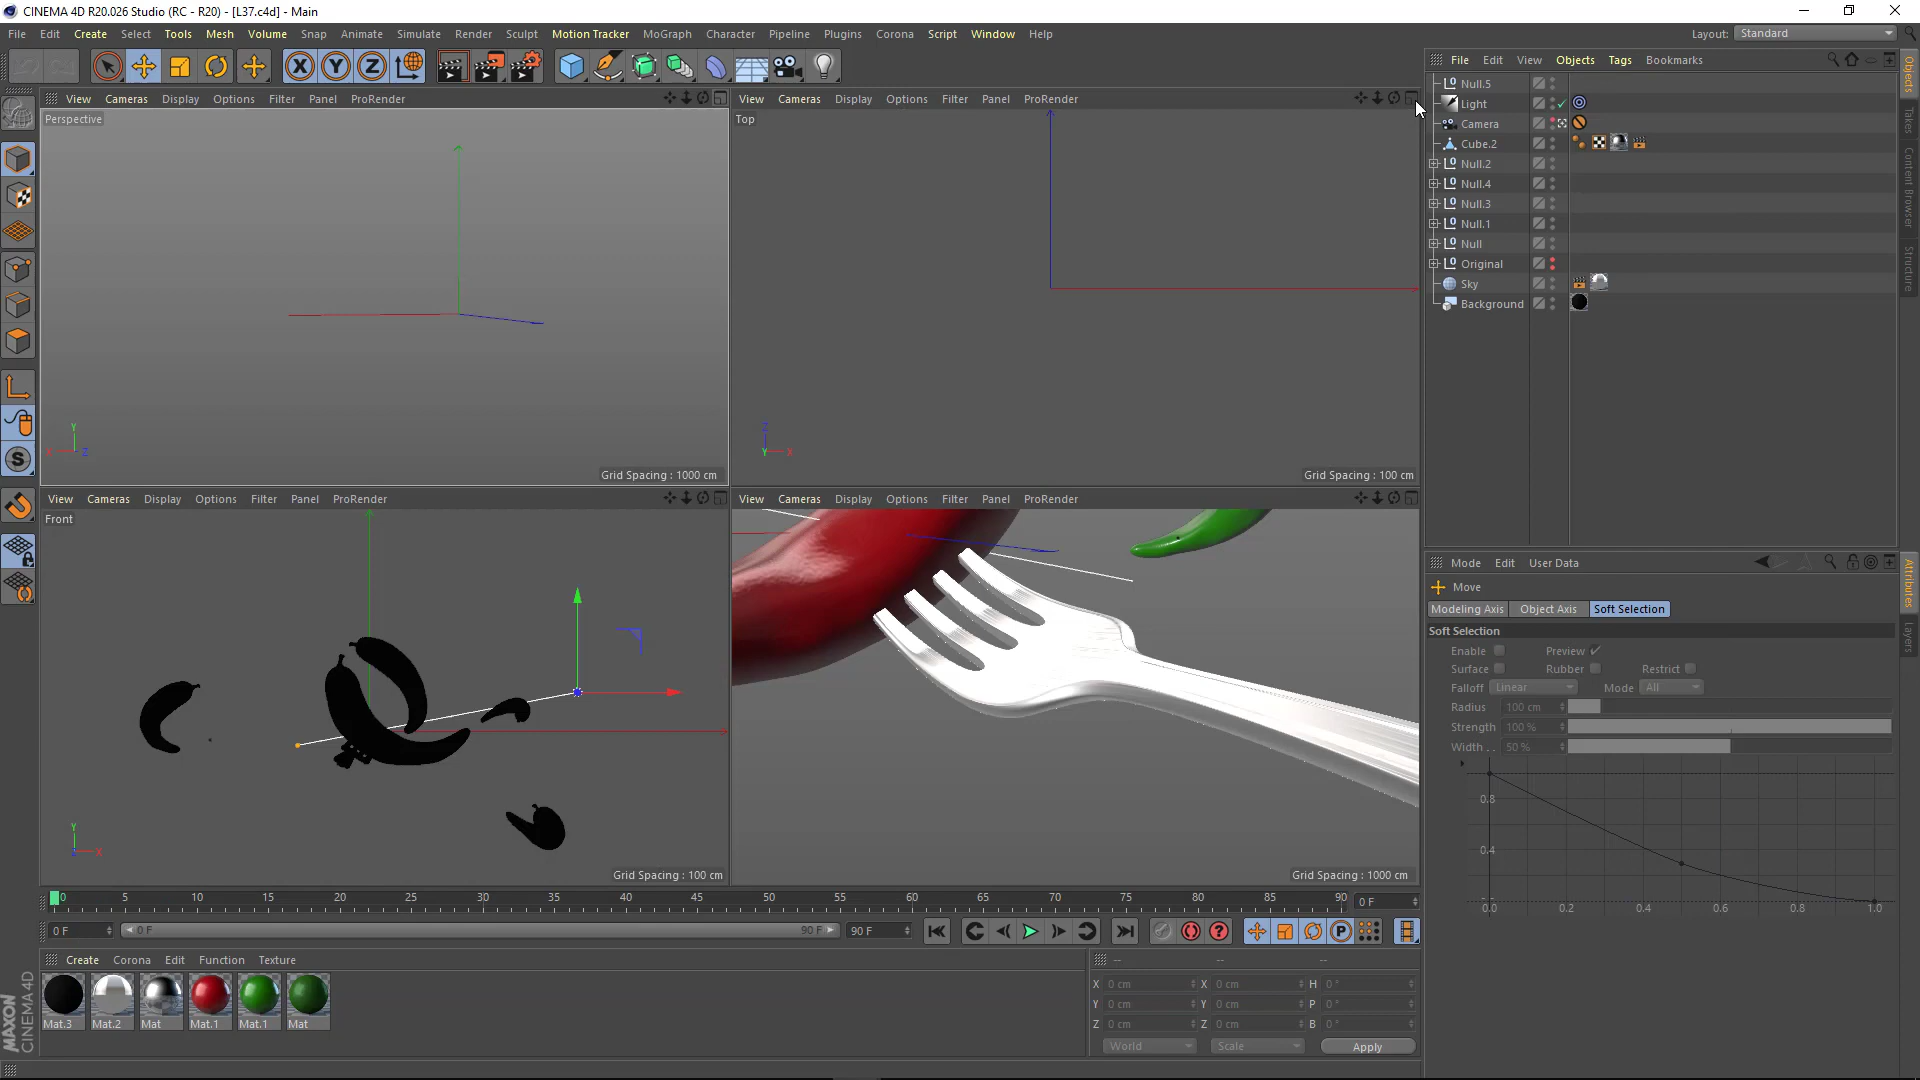 CINEMA 4D R20.026 Studio (RC - R20) - [L37.c4d] - Main
File Edit Create Select Tools Mesh Volume Snap Animate Simulate Render Sculpt Motion Tracker MoGraph Character Pipeline Plugins Corona Script Window Help
Layout: Standard
X Y Z
File Edit View Objects Tags Bookmarks
Null.5
Light
Camera
Cube.2
Null.2
Null.4
Null.3
Null.1
Null
Original
Sky
Background
Objects
Takes
Content Browser
Structure
View Cameras Display Options Filter Panel ProRender
Perspective
Y
X Z
Grid Spacing : 1000 cm
View Cameras Display Options Filter Panel ProRender
Top
Z
Y X
Grid Spacing : 100 cm
View Cameras Display Options Filter Panel ProRender
Front
Y
Z X
Grid Spacing : 100 cm
View Cameras Display Options Filter Panel ProRender
Grid Spacing : 1000 cm
Mode Edit User Data
Move
Modeling Axis Object Axis Soft Selection
Soft Selection
Enable Preview
Surface Rubber Restrict
Falloff Linear Mode All
Radius 100 cm
Strength 100 %
Width . . 50 %
0.8
0.4
0.0 0.2 0.4 0.6 0.8 1.0
Attributes
Layers
0 5 10 15 20 25 30 35 40 45 50 55 60 65 70 75 80 85 90 0 F
0 F 0 F 90 F 90 F
Create Corona Edit Function Texture
Mat.3 Mat.2 Mat Mat.1 Mat.1 Mat
-- -- --
X 0 cm X 0 cm H 0 °
Y 0 cm Y 0 cm P 0 °
Z 0 cm Z 0 cm B 0 °
World Scale Apply
MAXON
CINEMA 4D